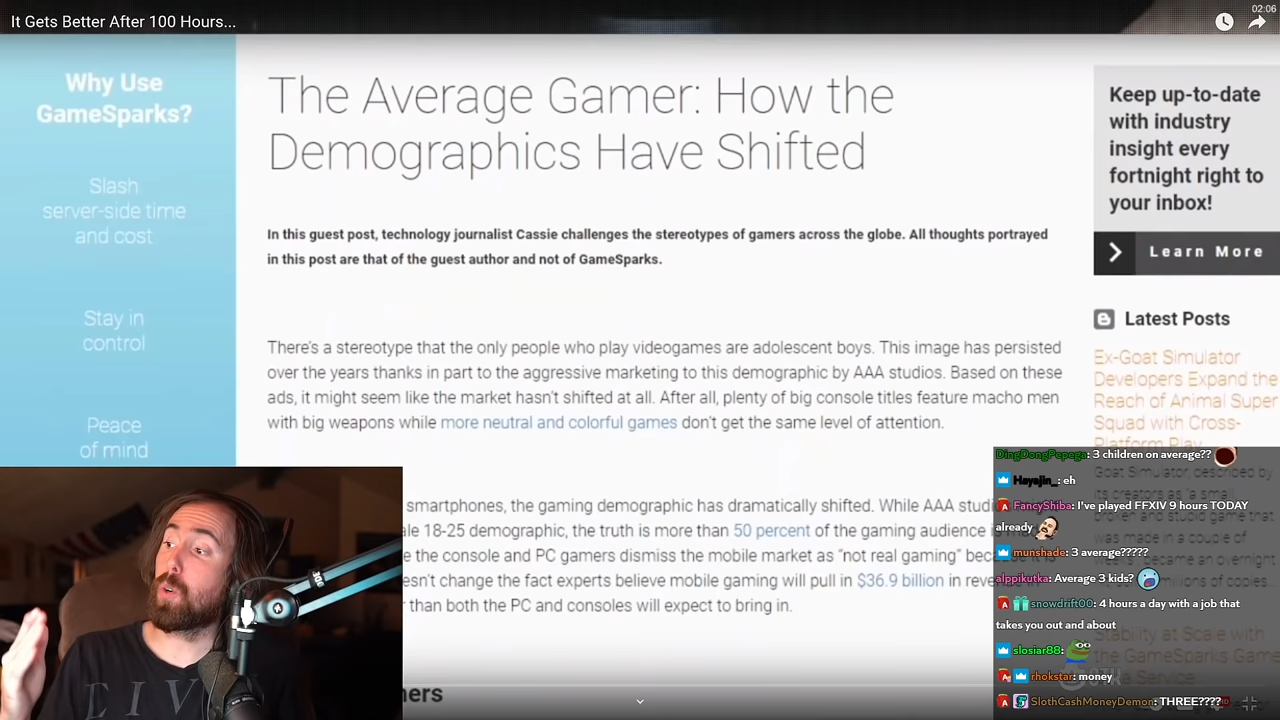 It Gets Better After 100 Hours...
02:06
Why Use
GameSparks?
Slash
server-side time
and cost
Stay in
control
Peace
of mind
The Average Gamer: How the
Demographics Have Shifted
In this guest post, technology journalist Cassie challenges the stereotypes of gamers across the globe. All thoughts portrayed
in this post are that of the guest author and not of GameSparks.
There's a stereotype that the only people who play videogames are adolescent boys. This image has persisted
over the years thanks in part to the aggressive marketing to this demographic by AAA studios. Based on these
ads, it might seem like the market hasn't shifted at all. After all, plenty of big console titles feature macho men
with big weapons while more neutral and colorful games don't get the same level of attention.
smartphones, the gaming demographic has dramatically shifted. While AAA studi
ale 18-25 demographic, the truth is more than 50 percent of the gaming audience i
e the console and PC gamers dismiss the mobile market as "not real gaming" bec
esn't change the fact experts believe mobile gaming will pull in $36.9 billion in reve
r than both the PC and consoles will expect to bring in.
ners
Keep up-to-date
with industry
insight every
fortnight right to
your inbox!
Learn More
Latest Posts
Ex-Goat Simulator
Developers Expand the
Reach of Animal Super
Squad with Cross-
Platform Play
DingDongPepega: 3 children on average??
Hayajin_: eh
FancyShiba: I've played FFXIV 9 hours TODAY
already
munshade: 3 average?????
alppikutka: Average 3 kids?
snowdrift00: 4 hours a day with a job that
takes you out and about
slosiar88:
rhokstar: money
SlothCashMoneyDemon: THREE????